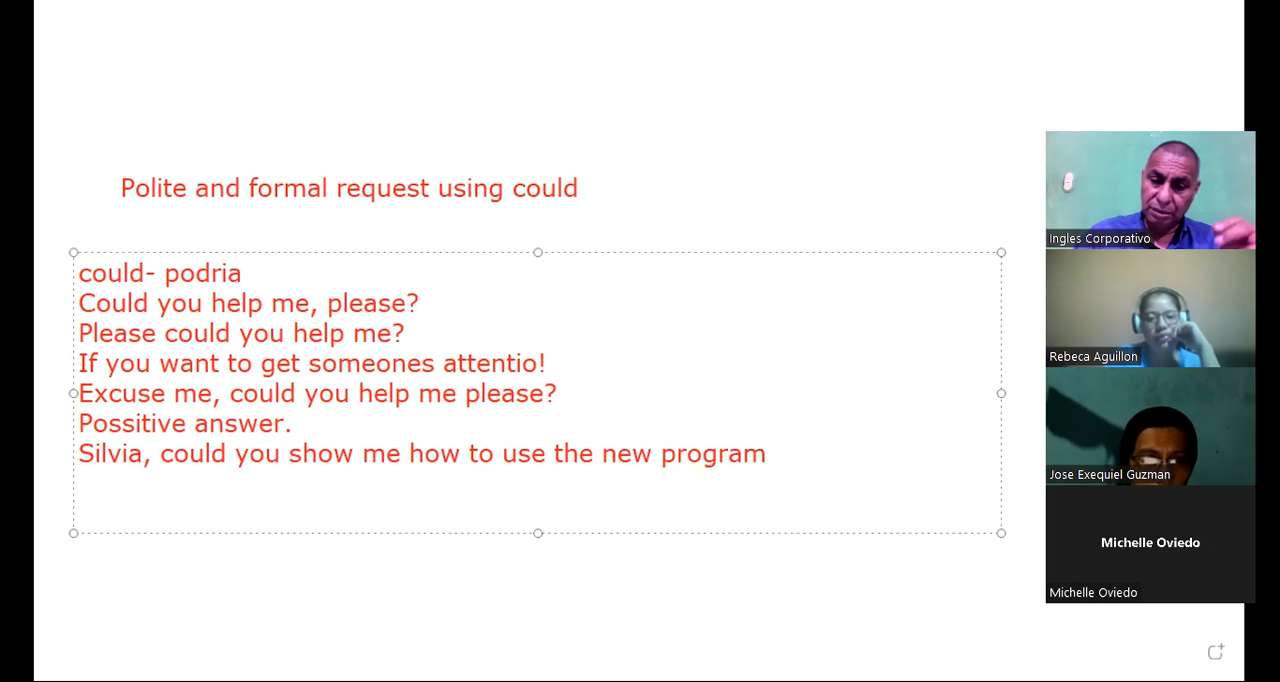 Polite and formal request using could
could- podria
Could you help me, please?
Please could you help me?
If you want to get someones attentio!
Excuse me, could you help me please?
Possitive answer.
Silvia, could you show me how to use the new program
Ingles Corporativo
Rebeca Aguillon
Jose Exequiel Guzman
Michelle Oviedo
Michelle Oviedo